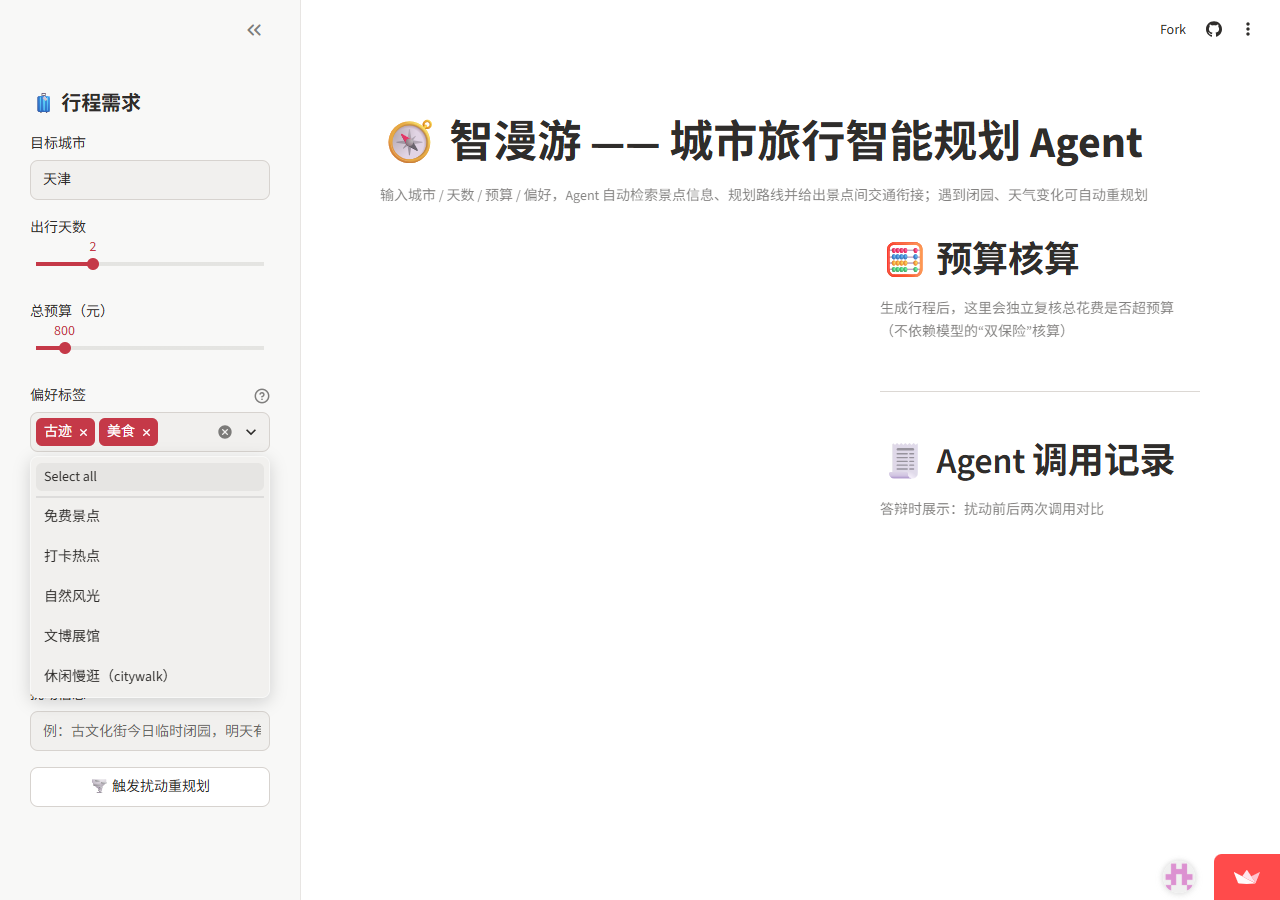 行程需求
目标城市
天津
出行天数
2
总预算（元）
800
偏好标签
古迹
美食
Select all
免费景点
打卡热点
自然风光
文博展馆
休闲慢逛（citywalk）
例：古文化街今日临时闭园，明天有
触发扰动重规划
Fork
智漫游 —— 城市旅行智能规划 Agent
输入城市 / 天数 / 预算 / 偏好，Agent 自动检索景点信息、规划路线并给出景点间交通衔接；遇到闭园、天气变化可自动重规划
预算核算
生成行程后，这里会独立复核总花费是否超预算
（不依赖模型的“双保险”核算）
Agent 调用记录
答辩时展示：扰动前后两次调用对比